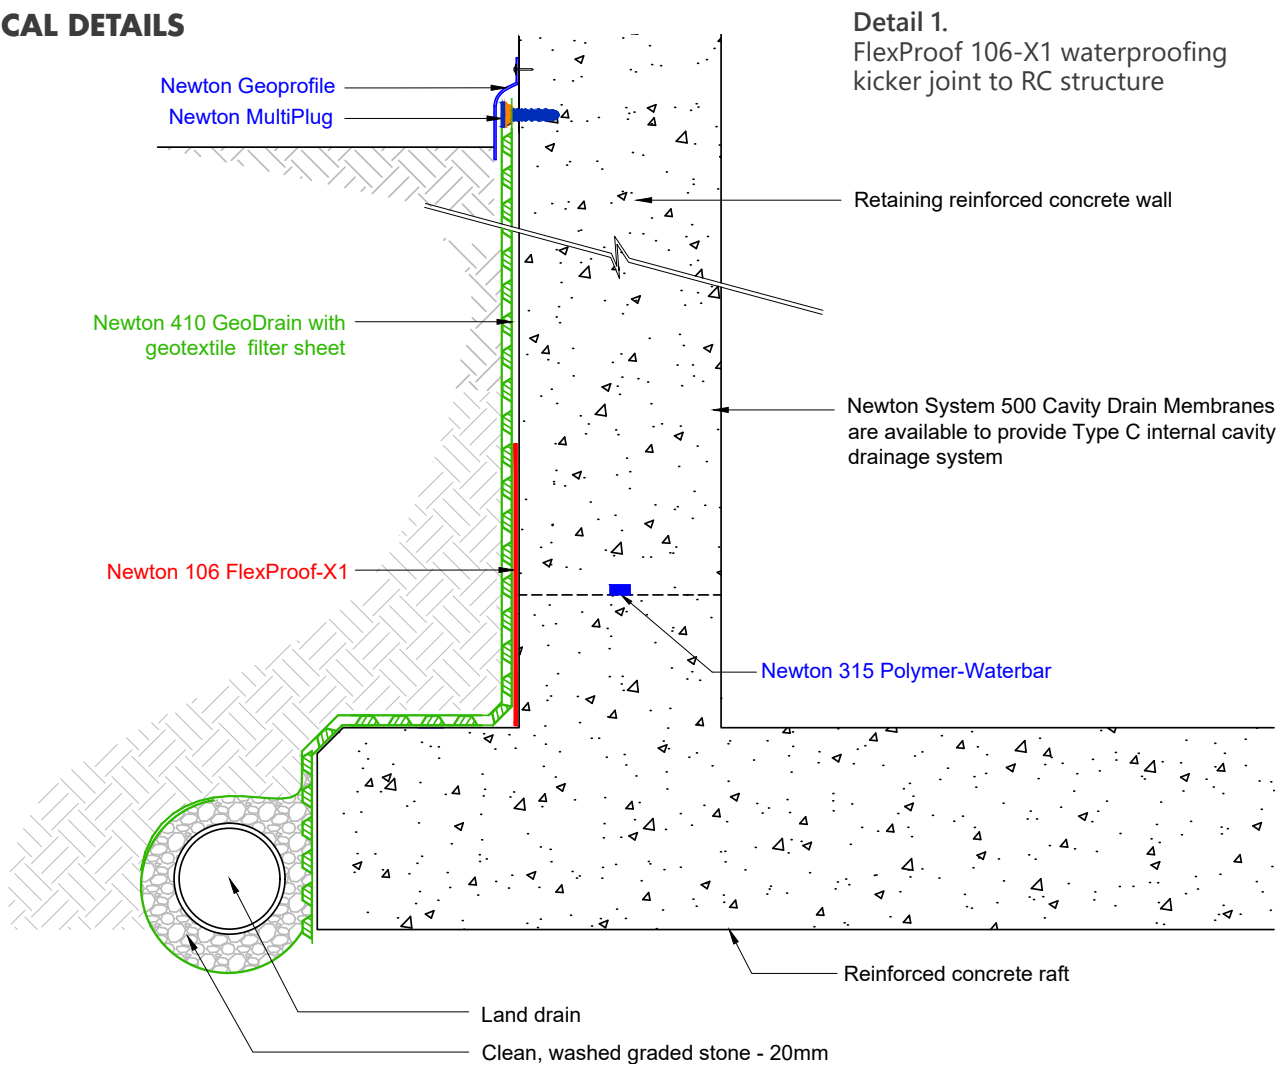 CAL DETAILS
Detail 1.
FlexProof 106-X1 waterproofing
kicker joint to RC structure
Newton Geoprofile
Newton MultiPlug
Retaining reinforced concrete wall
Newton 410 GeoDrain with
geotextile filter sheet
Newton System 500 Cavity Drain Membranes
are available to provide Type C internal cavity
drainage system
Newton 106 FlexProof-X1
Newton 315 Polymer-Waterbar
Reinforced concrete raft
Land drain
Clean, washed graded stone - 20mm